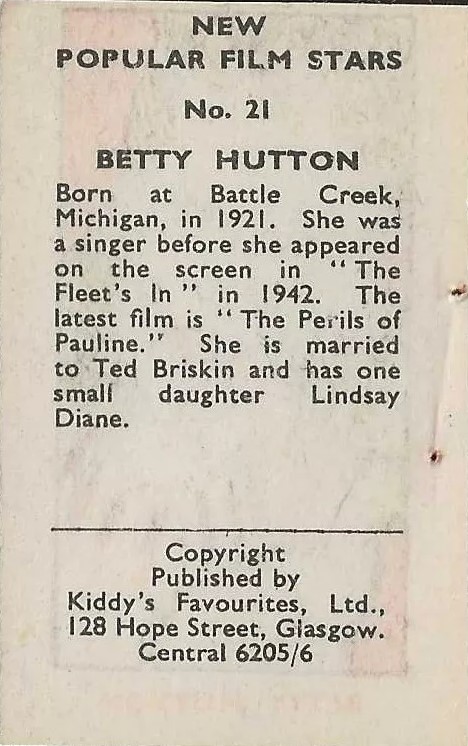 NEW
POPULAR FILM STARS
No. 21
BETTY HUTTON
Born at Battle Creek,
Michigan, in 1921. She was
a singer before she appeared
on the screen in "The
Fleet's In" in 1942. The
latest film is "The Perils of
Pauline." She is married
to Ted Briskin and has one
small daughter Lindsay
Diane.
Copyright
Published by
Kiddy's Favourites, Ltd.,
128 Hope Street, Glasgow.
Central 6205/6